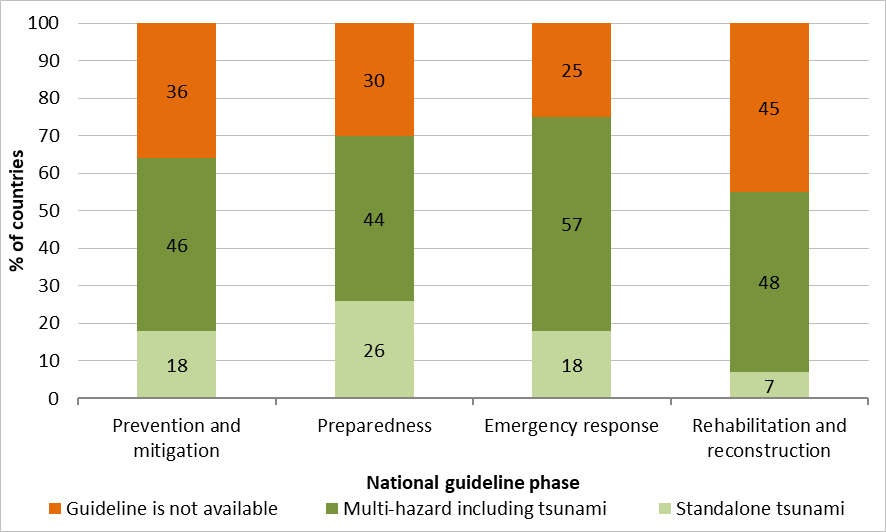 100
90
80
70
60
50
40
30
20
10
0
% of countries
36
30
25
45
46
44
57
48
18
26
18
7
Prevention and
mitigation
Preparedness
Emergency response
Rehabilitation and
reconstruction
National guideline phase
Guideline is not available
Multi-hazard including tsunami
Standalone tsunami